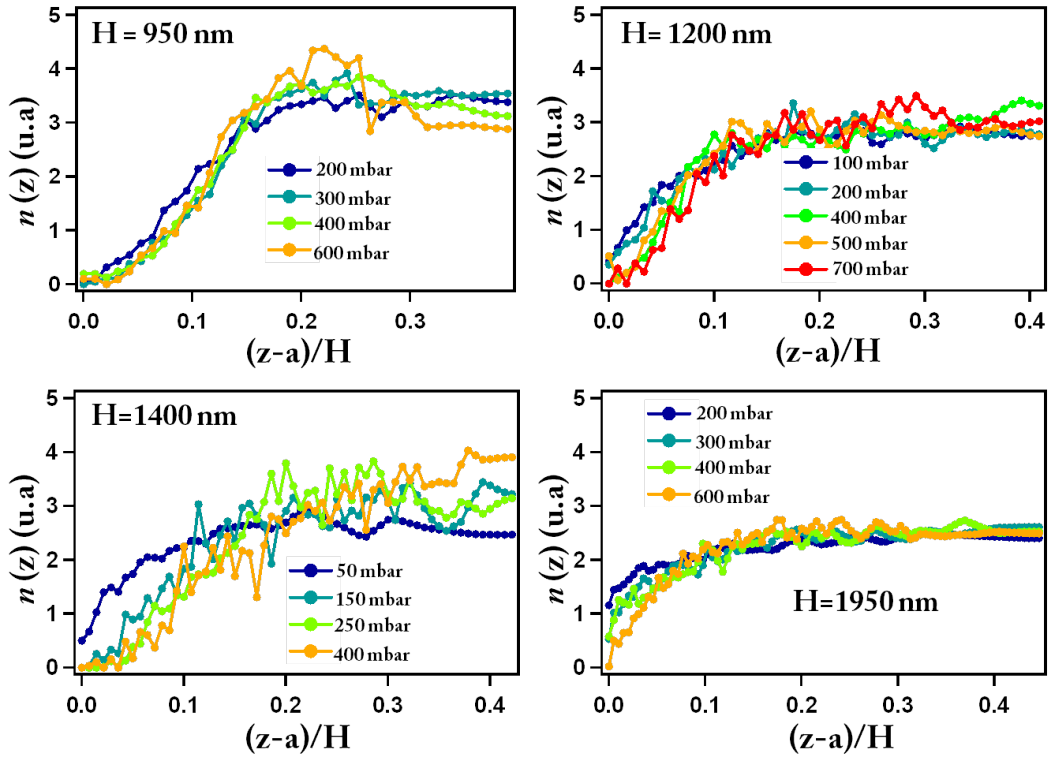 H = 950 nm
n (z) (u.a)
5
4
3
2
1
0
200 mbar
300 mbar
400 mbar
600 mbar
0.0
0.1
0.2
0.3
(z-a)/H
H= 1200 nm
n (z) (u.a)
5
4
3
2
1
0
100 mbar
200 mbar
400 mbar
500 mbar
700 mbar
0.0
0.1
0.2
0.3
0.4
(z-a)/H
H=1400 nm
n (z) (u.a)
5
4
3
2
1
0
50 mbar
150 mbar
250 mbar
400 mbar
0.0
0.1
0.2
0.3
0.4
(z-a)/H
n (z) (u.a)
5
4
3
2
1
0
200 mbar
300 mbar
400 mbar
600 mbar
H=1950 nm
0.0
0.1
0.2
0.3
0.4
(z-a)/H